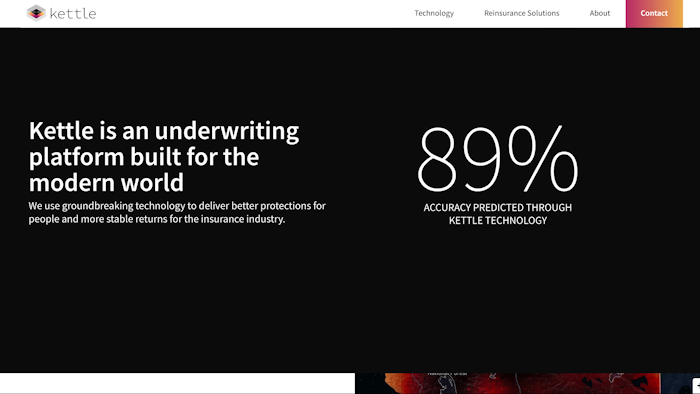 kettle
Technology
Reinsurance Solutions
About
Contact
Kettle is an underwriting
platform built for the
modern world
We use groundbreaking technology to deliver better protections for
people and more stable returns for the insurance industry.
89%
ACCURACY PREDICTED THROUGH
KETTLE TECHNOLOGY
National Forest